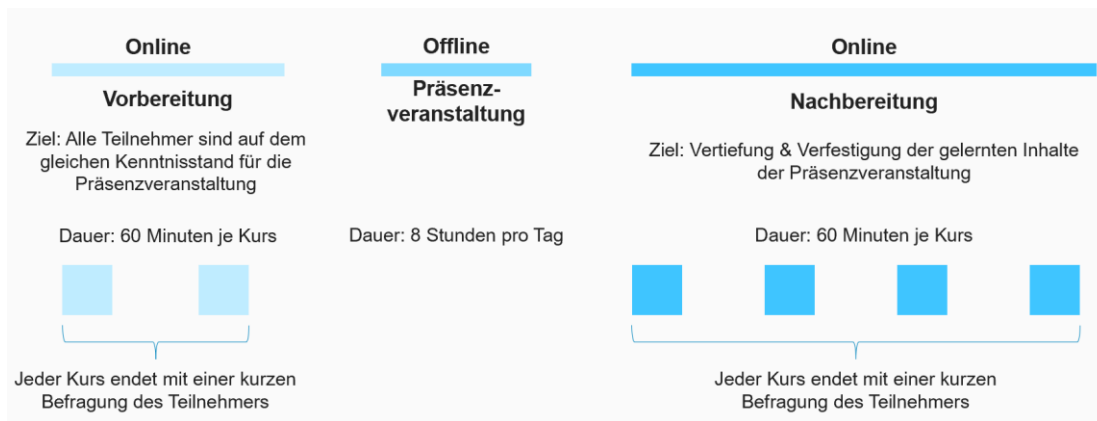 Online
Vorbereitung
Ziel: Alle Teilnehmer sind auf dem
gleichen Kenntnisstand für die
Präsenzveranstaltung
Dauer: 60 Minuten je Kurs
Jeder Kurs endet mit einer kurzen
Befragung des Teilnehmers
Offline
Präsenz-
veranstaltung
Dauer: 8 Stunden pro Tag
Online
Nachbereitung
Ziel: Vertiefung & Verfestigung der gelernten Inhalte
der Präsenzveranstaltung
Dauer: 60 Minuten je Kurs
Jeder Kurs endet mit einer kurzen
Befragung des Teilnehmers